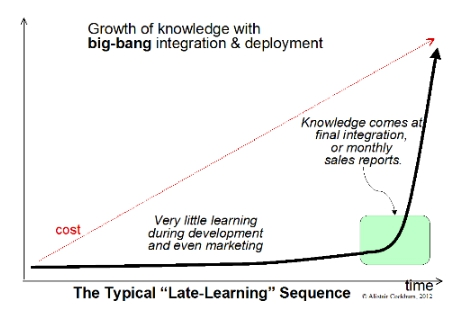 Growth of knowledge with
big-bang integration & deployment
Knowledge comes at
final integration,
or monthly
sales reports.
cost
Very little learning
during development
and even marketing
time
The Typical “Late-Learning” Sequence
© Alistair Cockburn, 2012